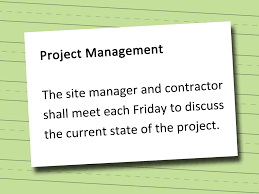 Project Management
The site manager and contractor
shall meet each Friday to discuss
the current state of the project.